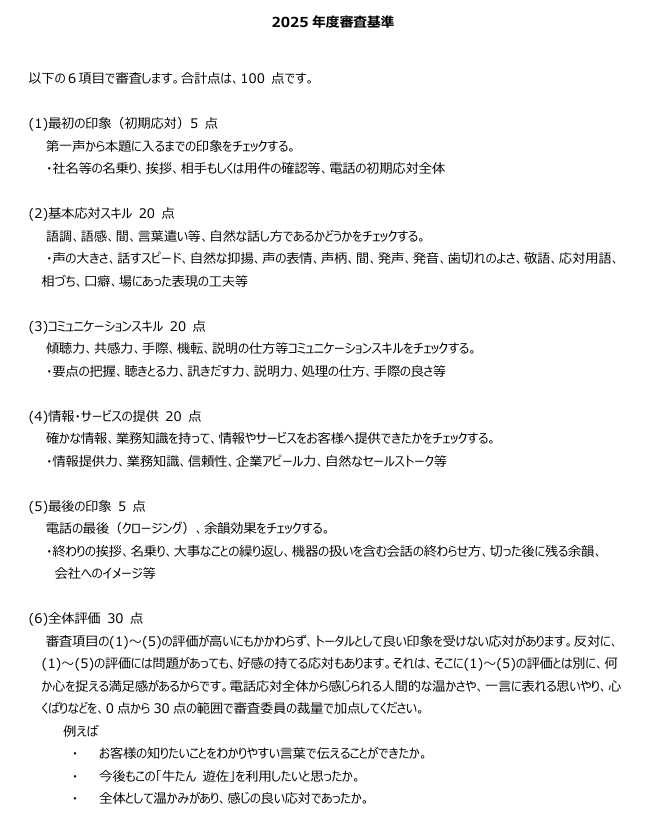 2025 年度審査基準
以下の６項目で審査します。合計点は、100 点です。
(1)最初の印象（初期応対）5 点
第一声から本題に入るまでの印象をチェックする。
・社名等の名乗り、挨拶、相手もしくは用件の確認等、電話の初期応対全体
(2)基本応対スキル 20 点
語調、語感、間、言葉遣い等、自然な話し方であるかどうかをチェックする。
・声の大きさ、話すスピード、自然な抑揚、声の表情、声柄、間、発声、発音、歯切れのよさ、敬語、応対用語、
相づち、口癖、場にあった表現の工夫等
(3)コミュニケーションスキル 20 点
傾聴力、共感力、手際、機転、説明の仕方等コミュニケーションスキルをチェックする。
・要点の把握、聴きとる力、訊きだす力、説明力、処理の仕方、手際の良さ等
(4)情報・サービスの提供 20 点
確かな情報、業務知識を持って、情報やサービスをお客様へ提供できたかをチェックする。
・情報提供力、業務知識、信頼性、企業アピール力、自然なセールストーク等
(5)最後の印象 5 点
電話の最後（クロージング）、余韻効果をチェックする。
・終わりの挨拶、名乗り、大事なことの繰り返し、機器の扱いを含む会話の終わらせ方、切った後に残る余韻、
会社へのイメージ等
(6)全体評価 30 点
審査項目の(1)～(5)の評価が高いにもかかわらず、トータルとして良い印象を受けない応対があります。反対に、
(1)～(5)の評価には問題があっても、好感の持てる応対もあります。それは、そこに(1)～(5)の評価とは別に、何
か心を捉える満足感があるからです。電話応対全体から感じられる人間的な温かさや、一言に表れる思いやり、心
くばりなどを、0 点から 30 点の範囲で審査委員の裁量で加点してください。
例えば
・ お客様の知りたいことをわかりやすい言葉で伝えることができたか。
・ 今後もこの「牛たん 遊佐」を利用したいと思ったか。
・ 全体として温かみがあり、感じの良い応対であったか。